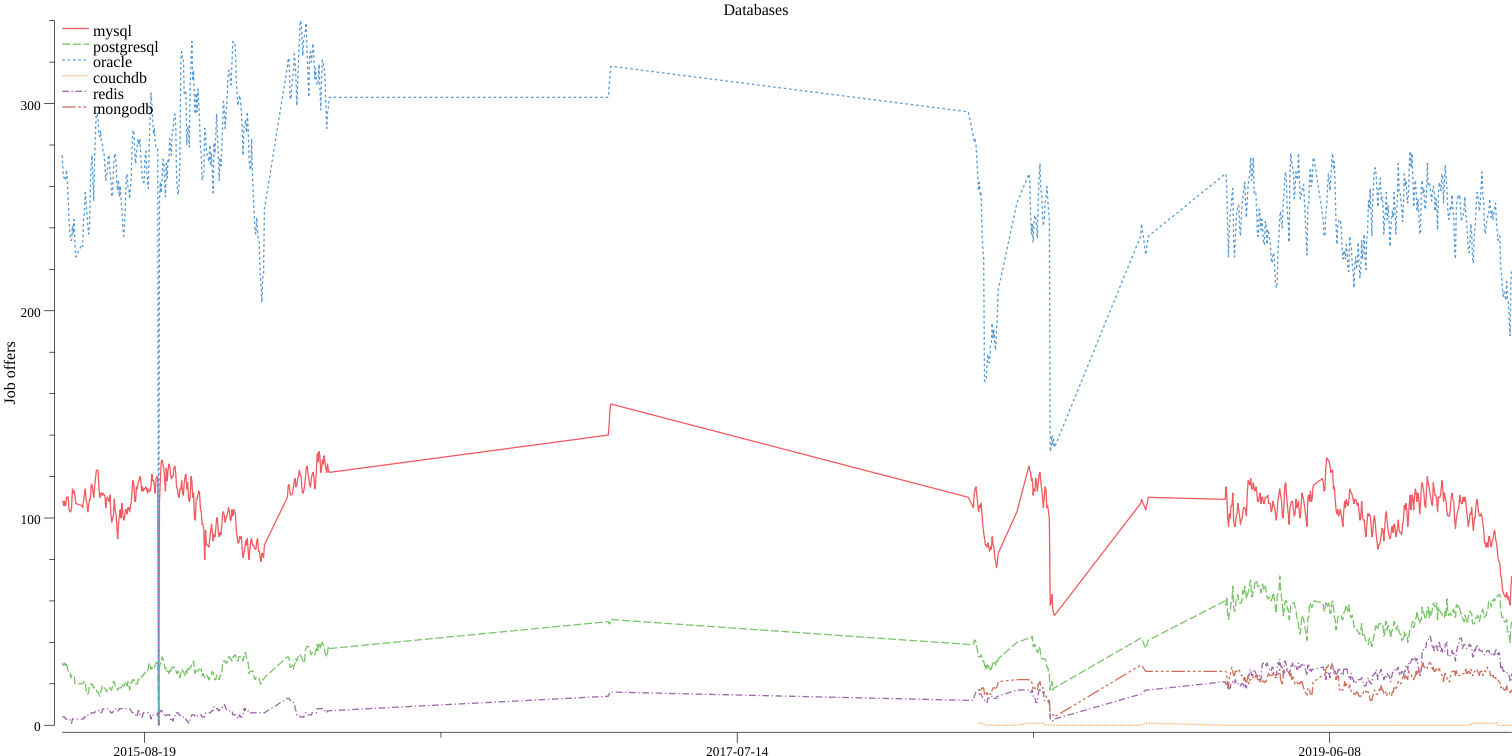 Databases
mysql
postgresql
oracle
couchdb
redis
mongodb
300
200
100
0
Job offers
2015-08-19
2017-07-14
2019-06-08